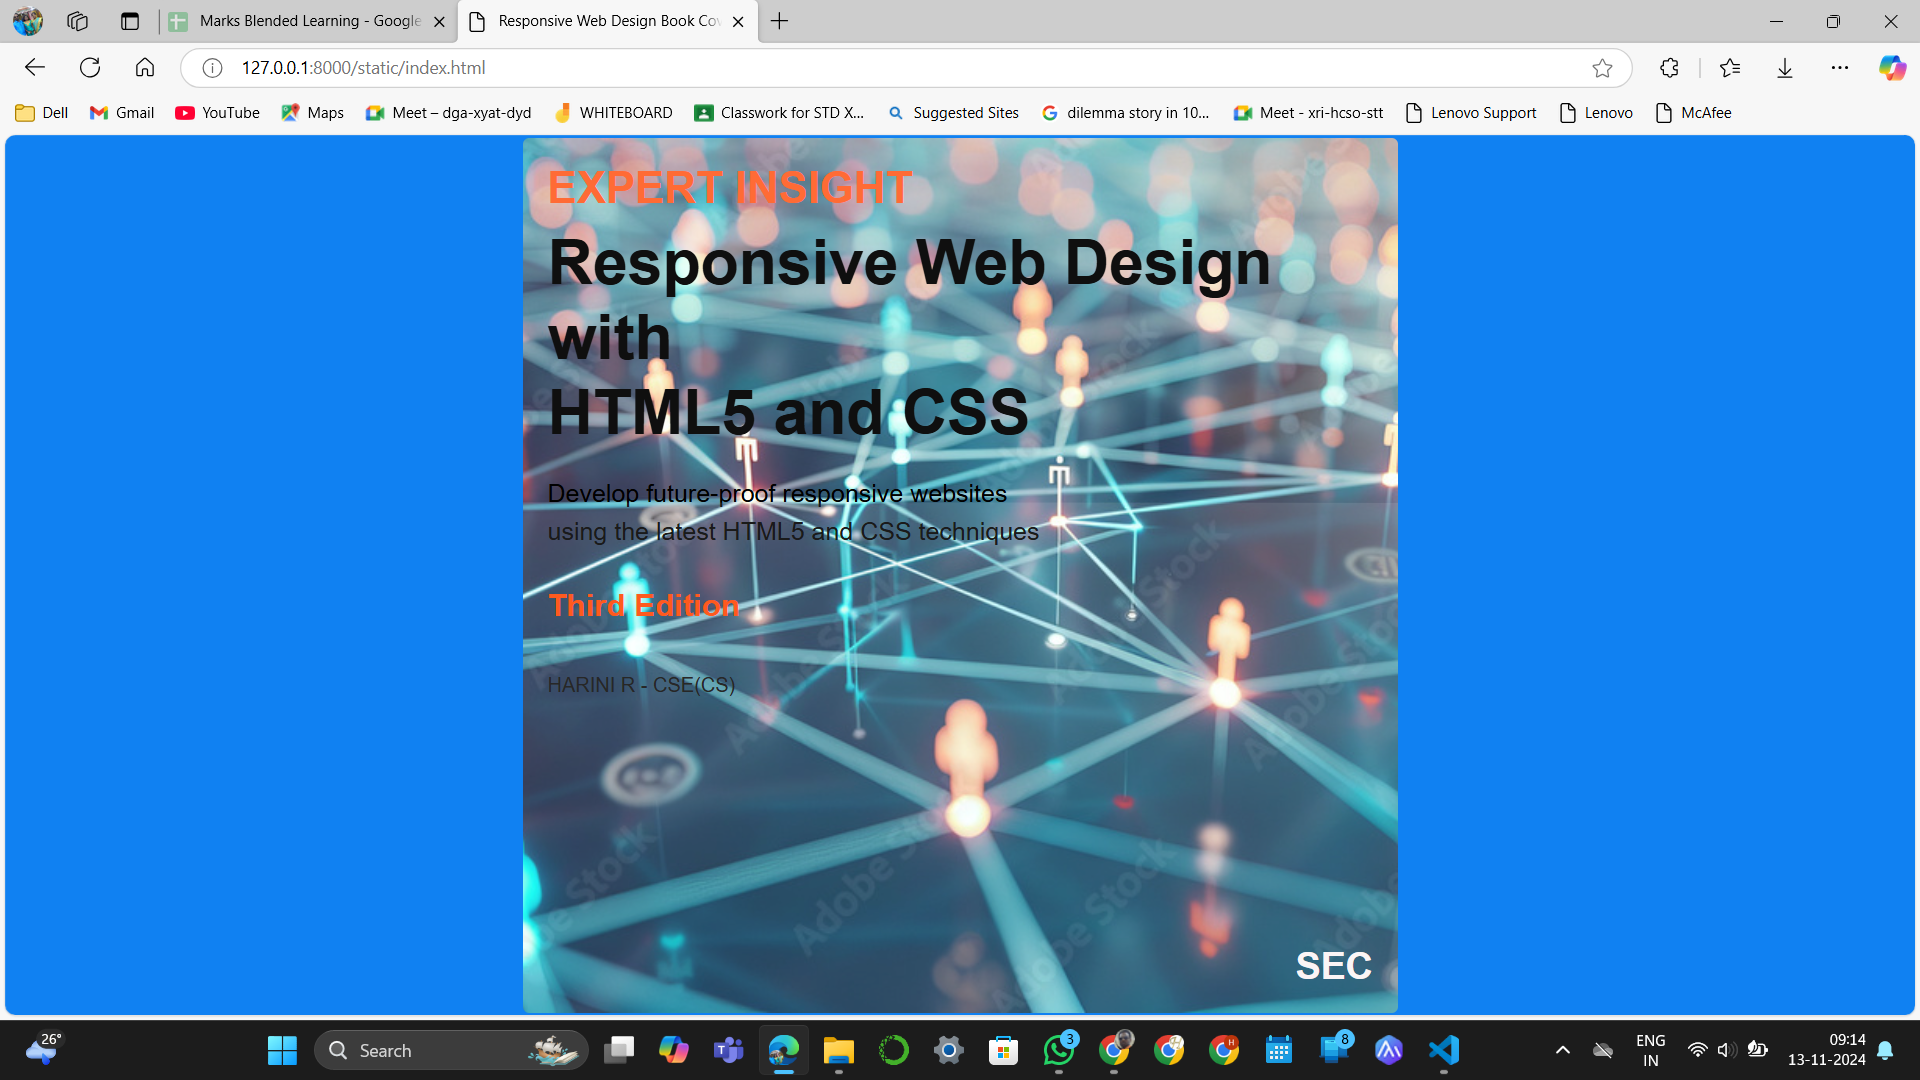 Marks Blended Learning - Google
Responsive Web Design Book Cov
127.0.0.1:8000/static/index.html
Dell
Gmail
YouTube
Maps
Meet – dga-xyat-dyd
WHITEBOARD
Classwork for STD X...
Suggested Sites
dilemma story in 10...
Meet - xri-hcso-stt
Lenovo Support
Lenovo
McAfee
EXPERT INSIGHT
Responsive Web Design
with
HTML5 and CSS
Develop future-proof responsive websites
using the latest HTML5 and CSS techniques
Third Edition
HARINI R - CSE(CS)
Adobe Stock
SEC
26°
Search
3
H
8
ENG
IN
09:14
13-11-2024